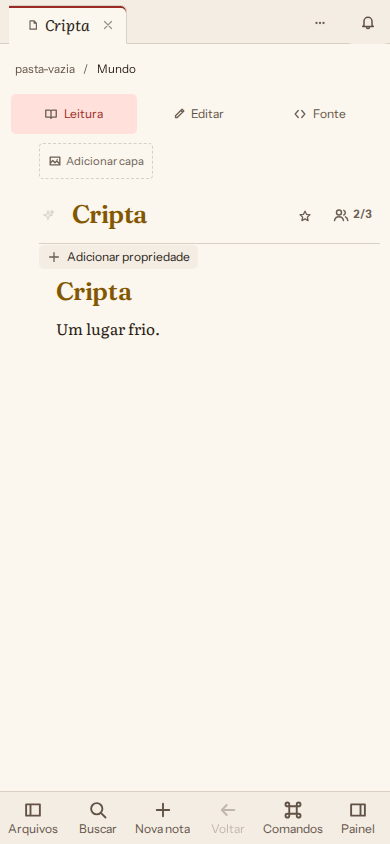 Cripta
pasta-vazia / Mundo
Leitura Editar Fonte
Adicionar capa
Cripta 2/3
Adicionar propriedade
Cripta
Um lugar frio.
Arquivos Buscar Nova nota Voltar Comandos Painel